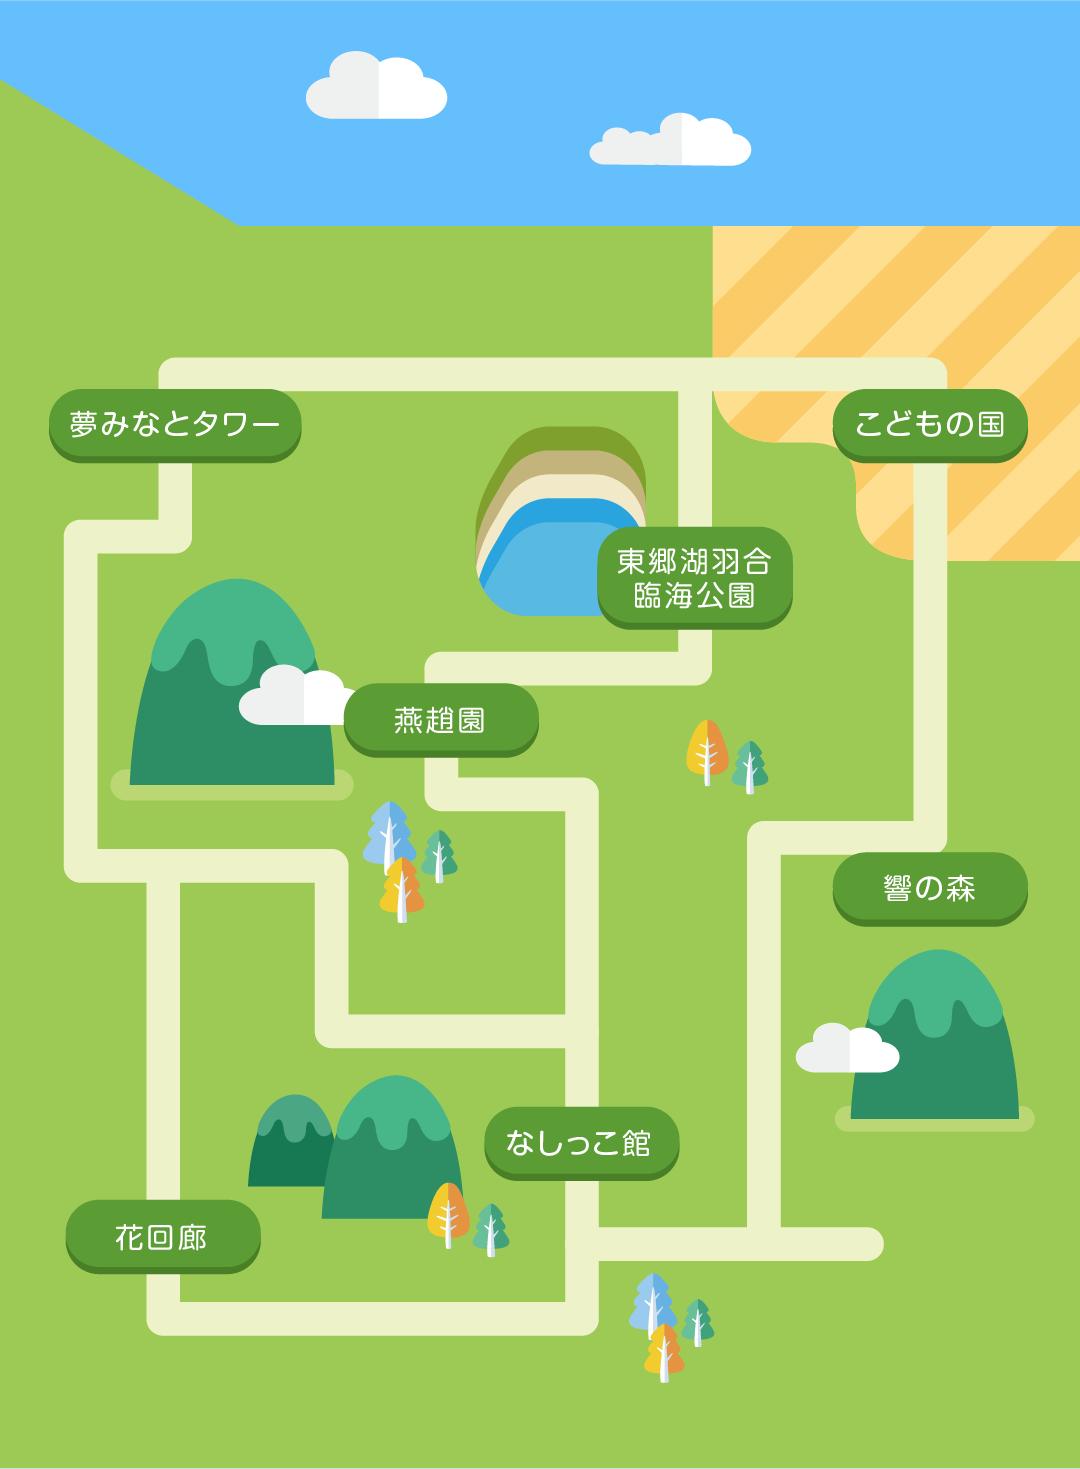 夢みなとタワー
こどもの国
東郷湖羽合
臨海公園
燕趙園
響の森
なしっこ館
花回廊